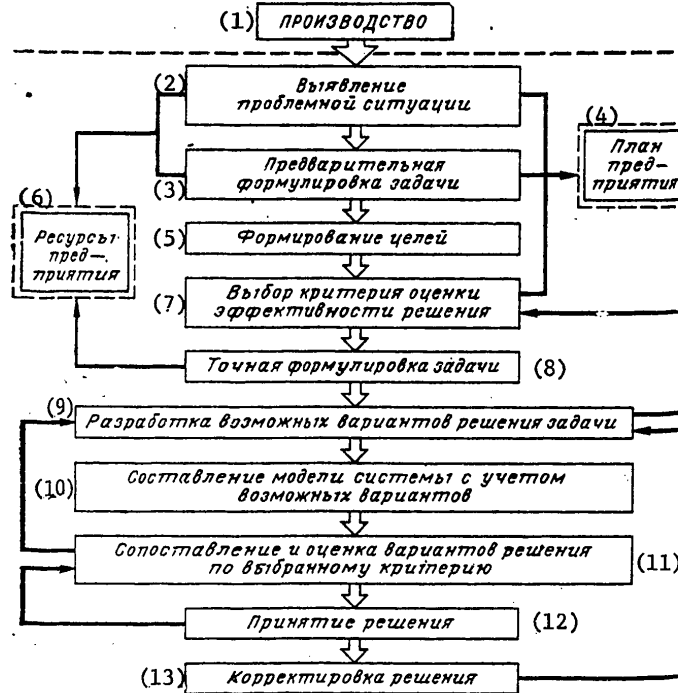 (1) ПРОИЗВОДСТВО
(2) Выявление
проблемной ситуации
(4)
План
пред-
приятия
(3) Предварительная
формулировка задачи
(6)
Ресурсы
пред-
приятия
(5) Формирование целей
(7) Выбор критерия оценки
эффективности решения
Точная формулировка задачи (8)
(9) Разработка возможных вариантов решения задачи
(10) Составление модели системы с учетом
возможных вариантов
Сопоставление и оценка вариантов решения
по выбранному критерию (11)
Принятие решения (12)
(13) Корректировка решения